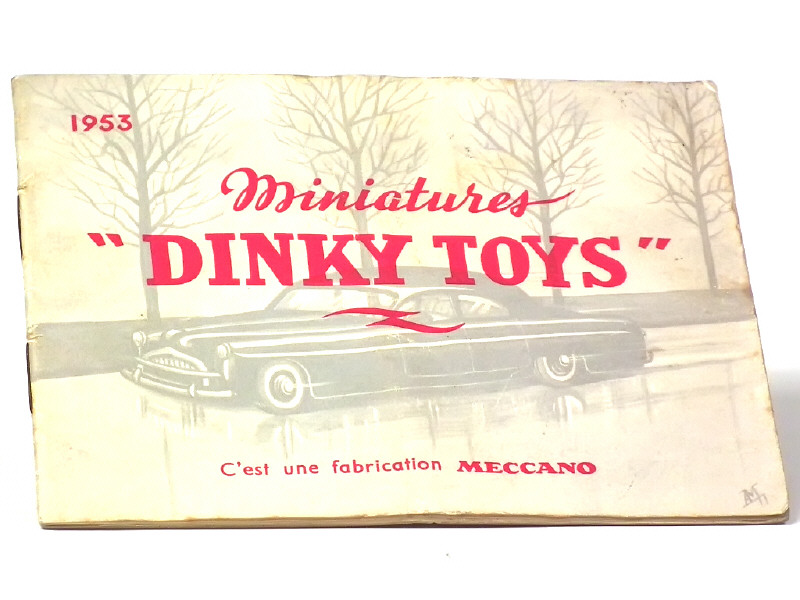 1953
Miniatures
"DINKY TOYS"
C'est une fabrication MECCANO